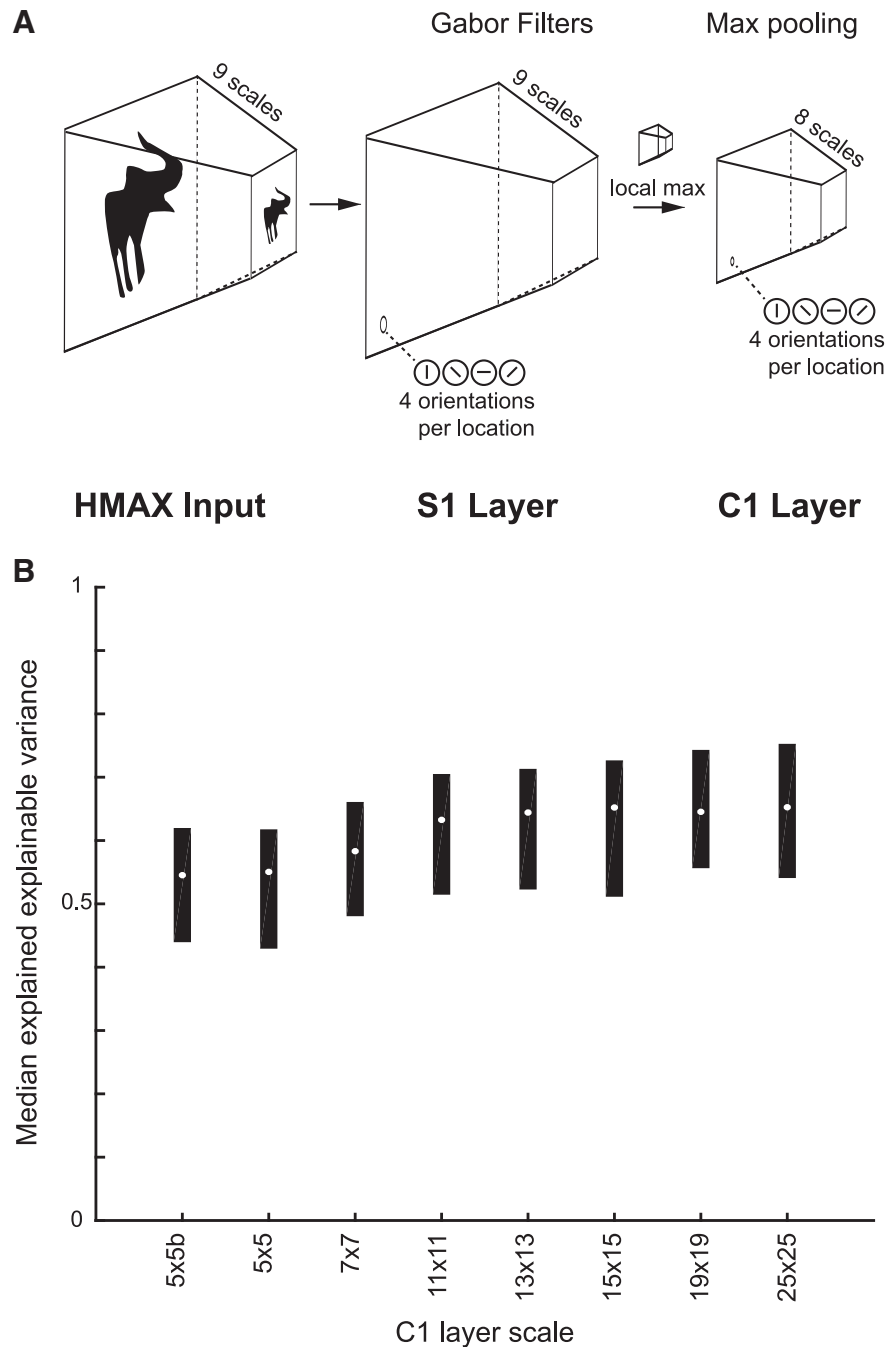 A
Gabor Filters
Max pooling
9 scales
9 scales
8 scales
local max
4 orientations
per location
4 orientations
per location
HMAX Input
S1 Layer
C1 Layer
B
Median explained explainable variance
1
0.5
0
5x5b
5x5
7x7
11x11
13x13
15x15
19x19
25x25
C1 layer scale